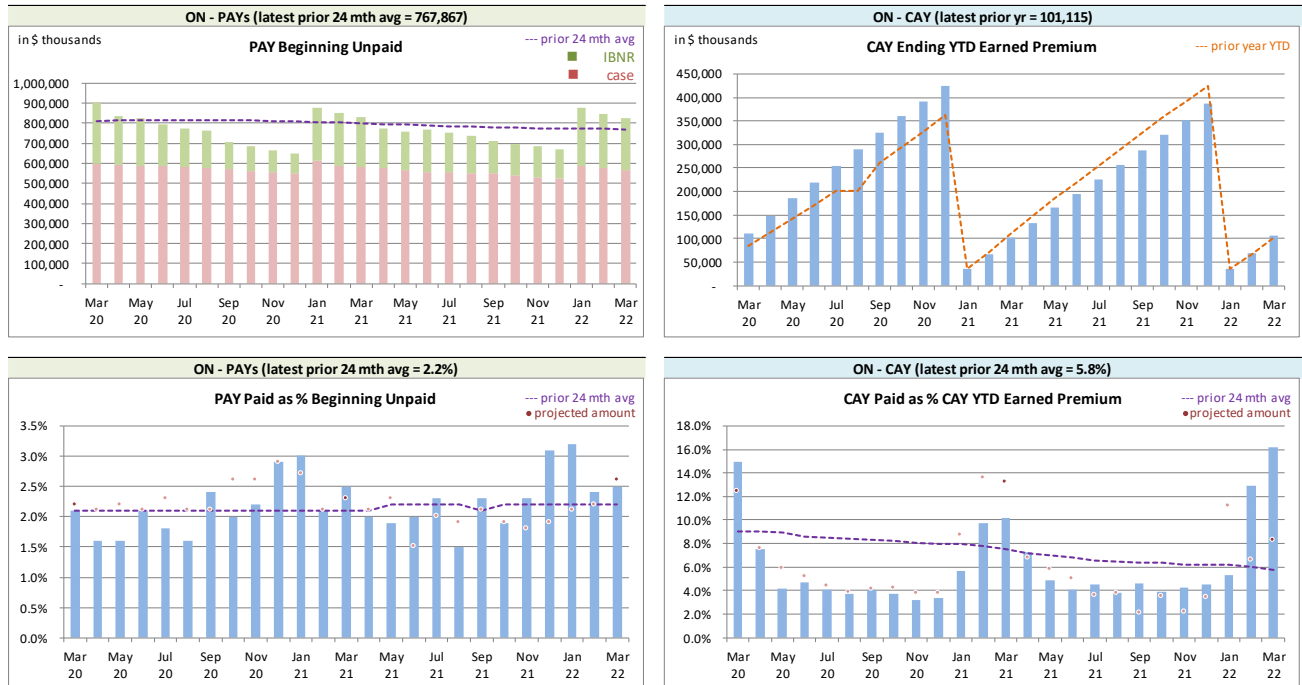 ON - PAYs (latest prior 24 mth avg = 767,867)
in $ thousands
PAY Beginning Unpaid
--- prior 24 mth avg
IBNR
case
1,000,000
900,000
800,000
700,000
600,000
500,000
400,000
300,000
200,000
100,000
-
Mar May Jul Sep Nov Jan Mar May Jul Sep Nov Jan Mar
20 20 20 20 20 21 21 21 21 21 21 22 22
ON - CAY (latest prior yr = 101,115)
in $ thousands
CAY Ending YTD Earned Premium
--- prior year YTD
450,000
400,000
350,000
300,000
250,000
200,000
150,000
100,000
50,000
-
Mar May Jul Sep Nov Jan Mar May Jul Sep Nov Jan Mar
20 20 20 20 20 21 21 21 21 21 21 22 22
ON - PAYs (latest prior 24 mth avg = 2.2%)
PAY Paid as % Beginning Unpaid
--- prior 24 mth avg
• projected amount
3.5%
3.0%
2.5%
2.0%
1.5%
1.0%
0.5%
0.0%
Mar May Jul Sep Nov Jan Mar May Jul Sep Nov Jan Mar
20 20 20 20 20 21 21 21 21 21 21 22 22
ON - CAY (latest prior 24 mth avg = 5.8%)
CAY Paid as % CAY YTD Earned Premium
--- prior 24 mth avg
• projected amount
18.0%
16.0%
14.0%
12.0%
10.0%
8.0%
6.0%
4.0%
2.0%
0.0%
Mar May Jul Sep Nov Jan Mar May Jul Sep Nov Jan Mar
20 20 20 20 20 21 21 21 21 21 21 22 22